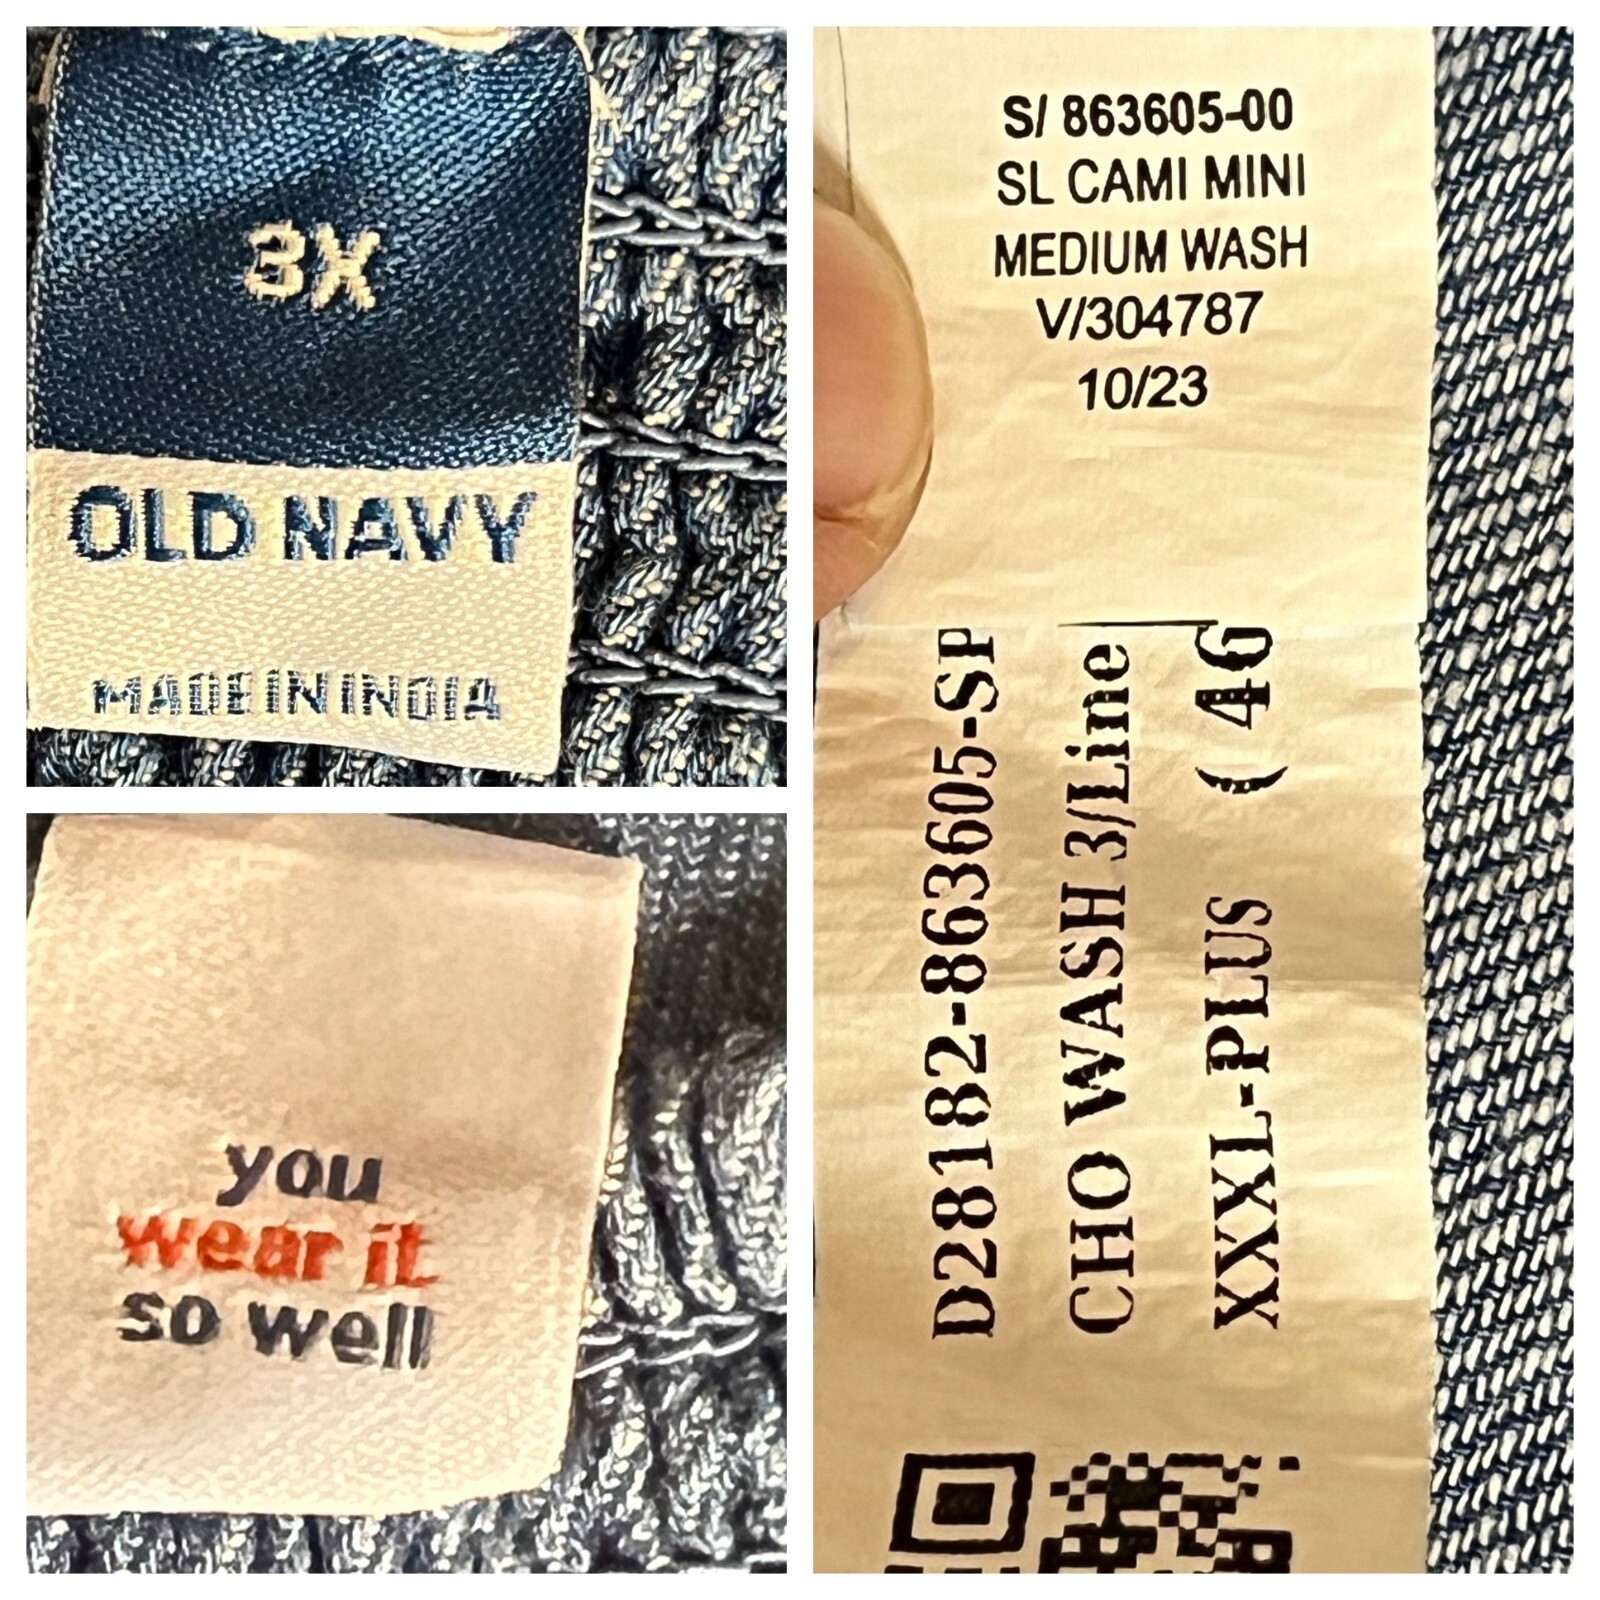 3X
OLD NAVY
MADE IN INDIA
you
wear it
so well
S/ 863605-00
SL CAMI MINI
MEDIUM WASH
V/304787
10/23
D28182-863605-SP
CHO WASH 3/Line
XXXL-PLUS ( 46